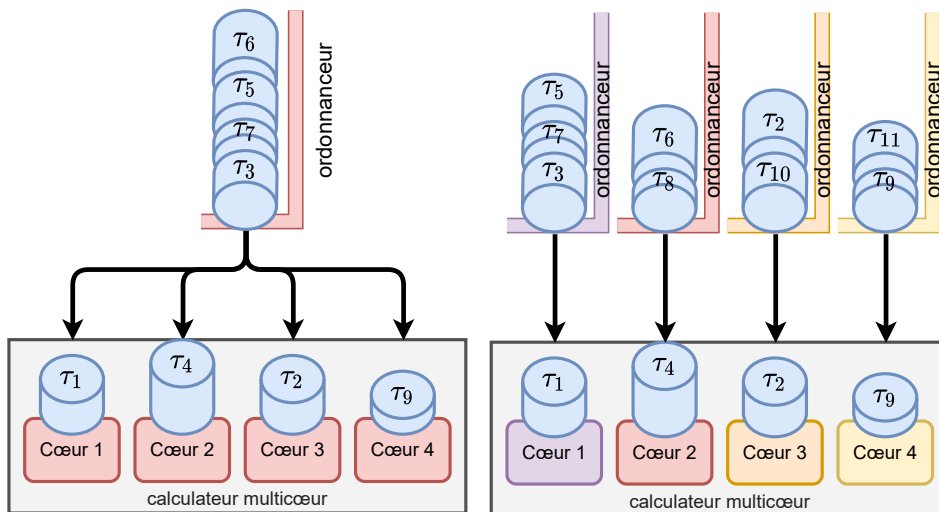 τ6
τ5
τ7
τ3
ordonnanceur
τ1
τ4
τ2
τ9
Cœur 1
Cœur 2
Cœur 3
Cœur 4
calculateur multicœur
τ5
τ7
τ3
ordonnanceur
τ6
τ8
ordonnanceur
τ2
τ10
ordonnanceur
τ11
τ9
ordonnanceur
τ1
τ4
τ2
τ9
Cœur 1
Cœur 2
Cœur 3
Cœur 4
calculateur multicœur